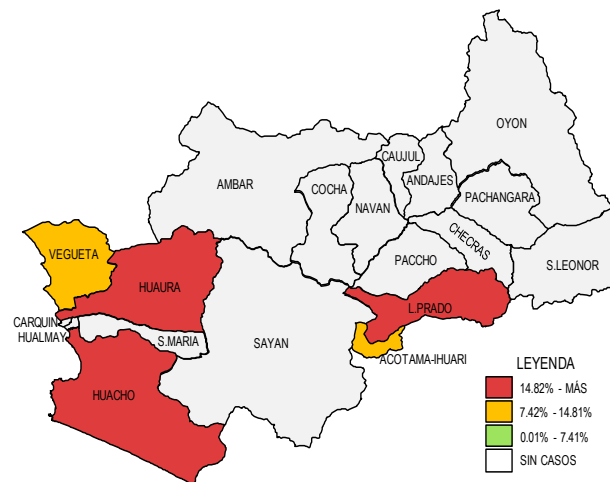 OYON
CAUJUL
ANDAJES
AMBAR
COCHA
NAVAN
PACHANGARA
CHECRAS
VEGUETA
PACCHO
S.LEONOR
HUAURA
L.PRADO
CARQUIN
HUALMAY
S.MARIA
SAYAN
ACOTAMA-IHUARI
HUACHO
LEYENDA
14.82% - MÁS
7.42% - 14.81%
0.01% - 7.41%
SIN CASOS